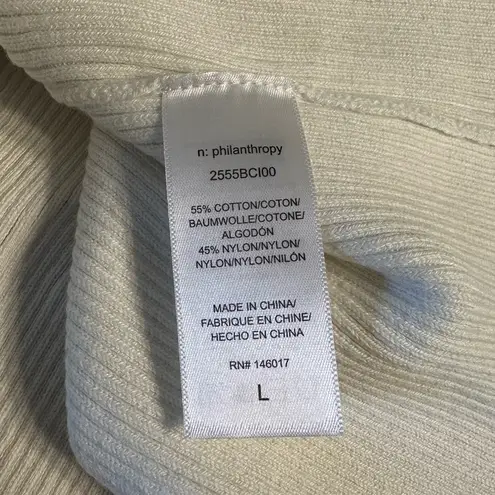 n: philanthropy
2555BCI00
55% COTTON/COTON/
BAUMWOLLE/COTONE/
ALGODÓN
45% NYLON/NYLON/
NYLON/NYLON/NILÓN/
MADE IN CHINA/
FABRIQUE EN CHINE/
HECHO EN CHINA
RN# 146017
L